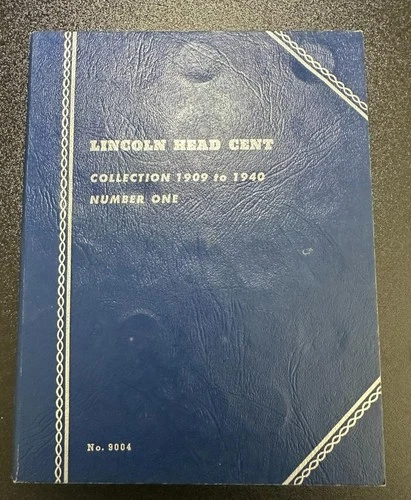 LINCOLN HEAD CENT
COLLECTION 1909 to 1940
NUMBER ONE
No. 9004